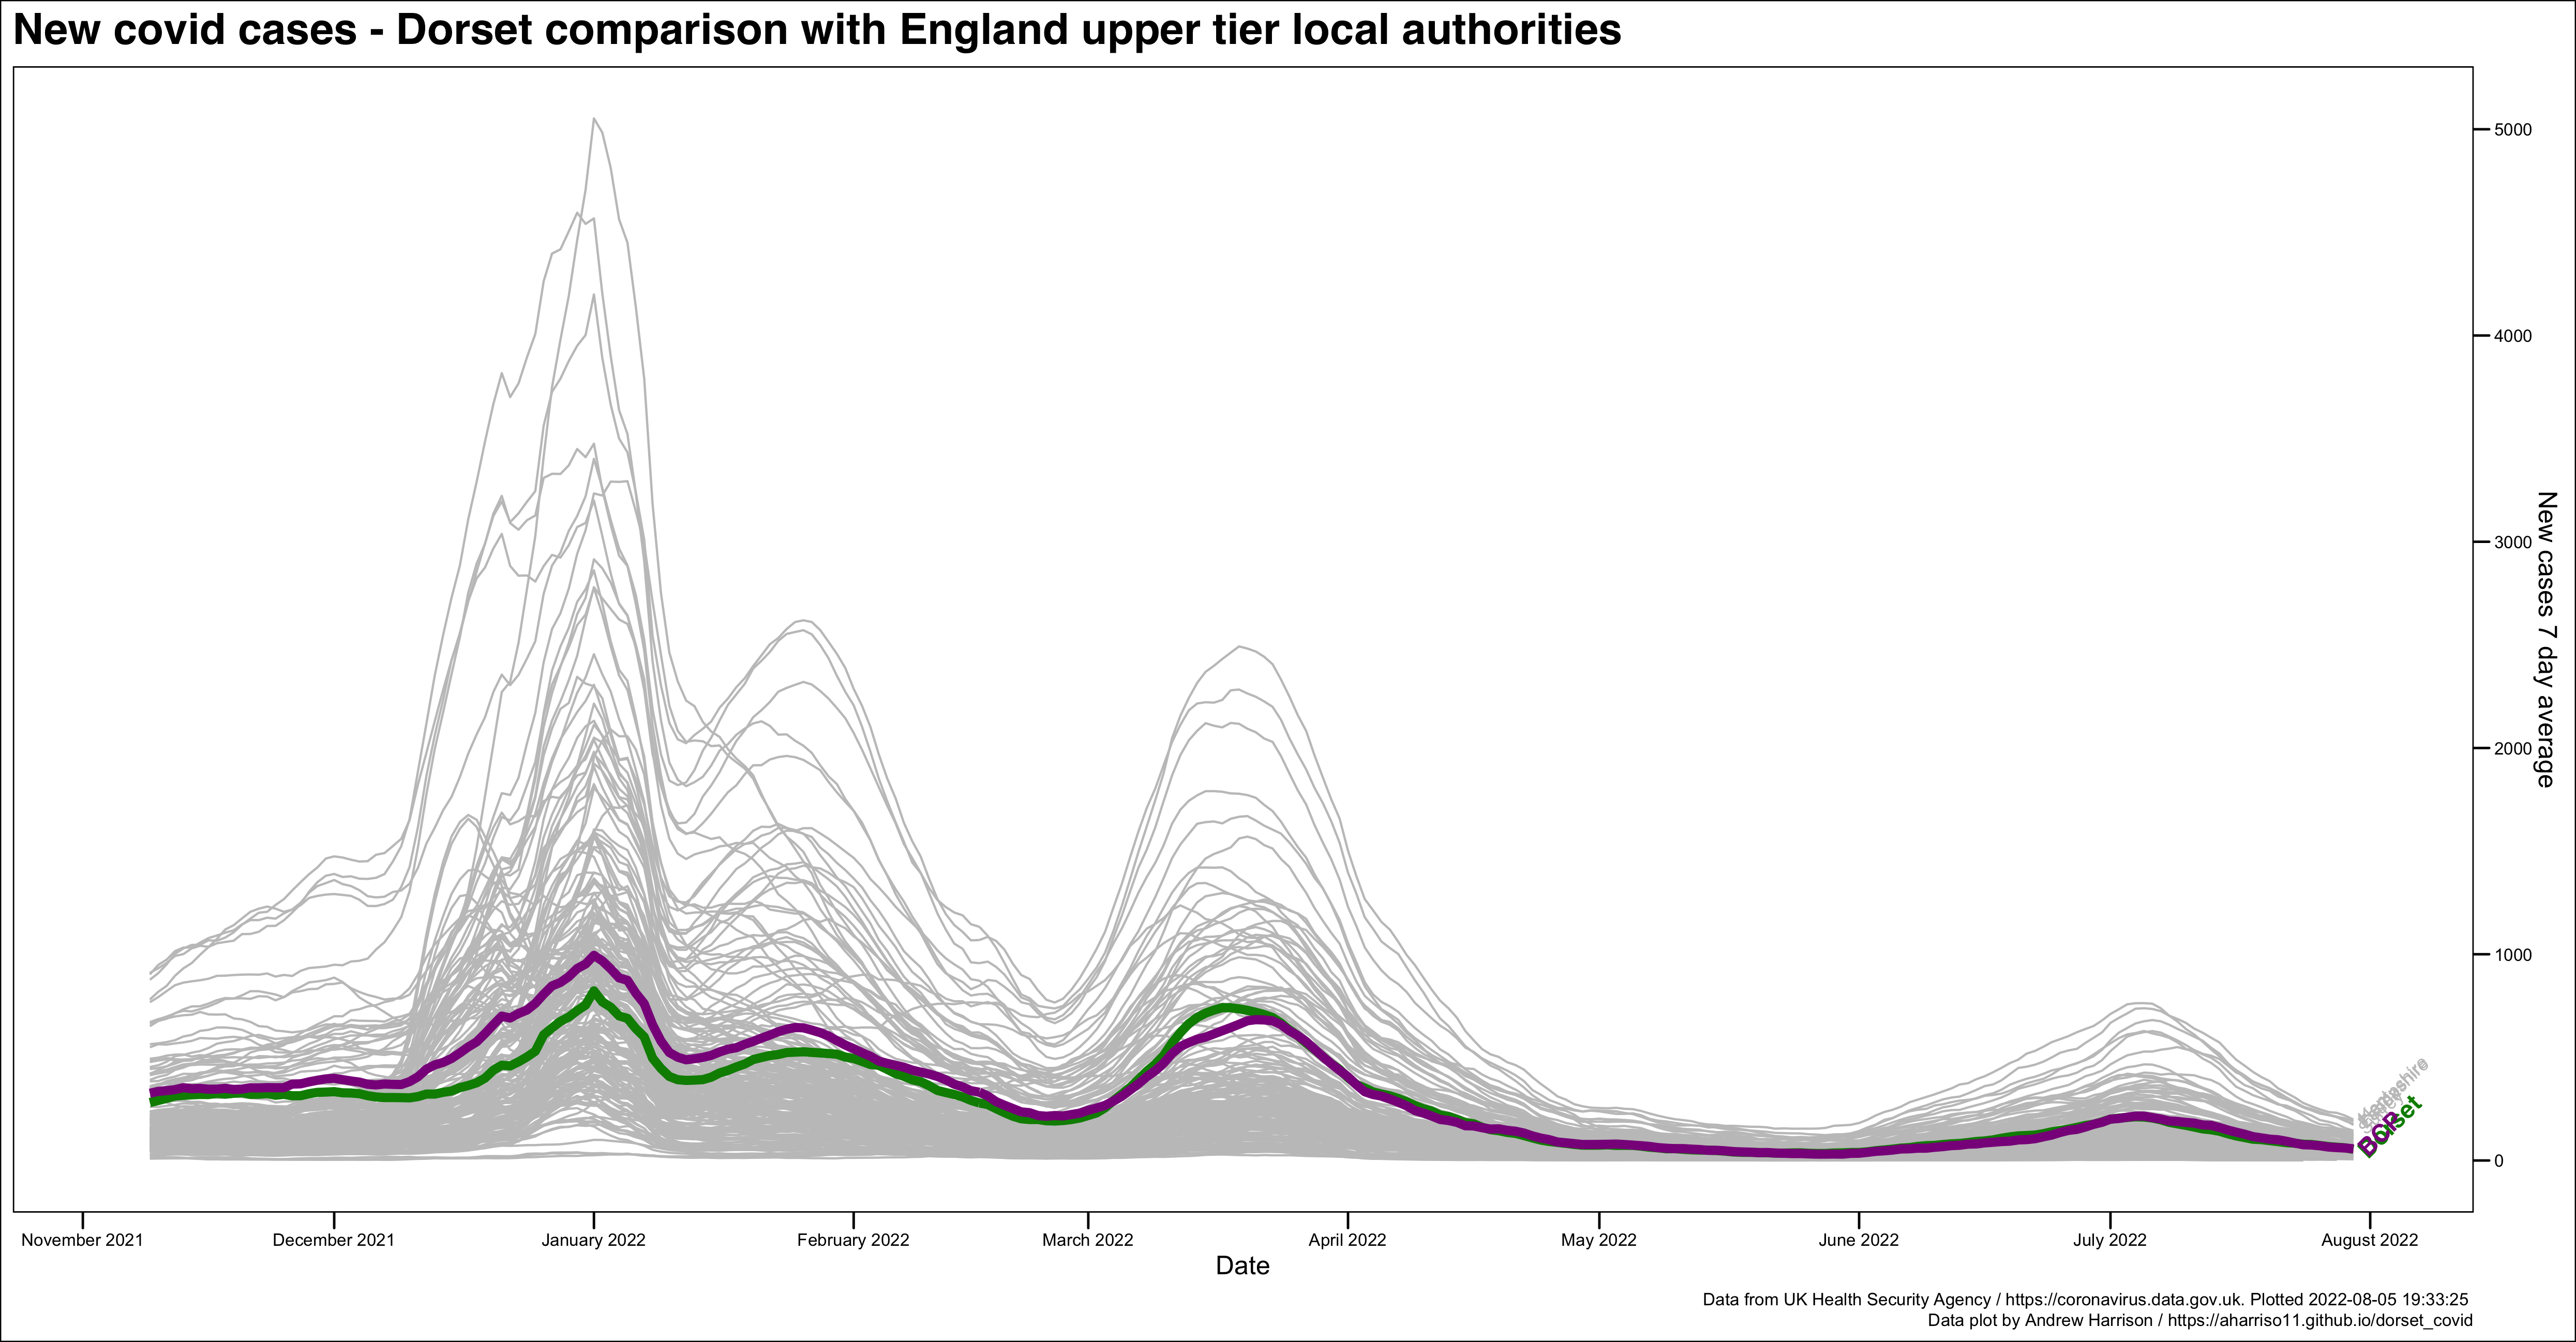 New covid cases - Dorset comparison with England upper tier local authorities
5000
4000
3000
2000
1000
0
New cases 7 day average
Dorset
BCP
November 2021
December 2021
January 2022
February 2022
March 2022
April 2022
May 2022
June 2022
July 2022
August 2022
Date
Data from UK Health Security Agency / https://coronavirus.data.gov.uk. Plotted 2022-08-05 19:33:25
Data plot by Andrew Harrison / https://aharriso11.github.io/dorset_covid